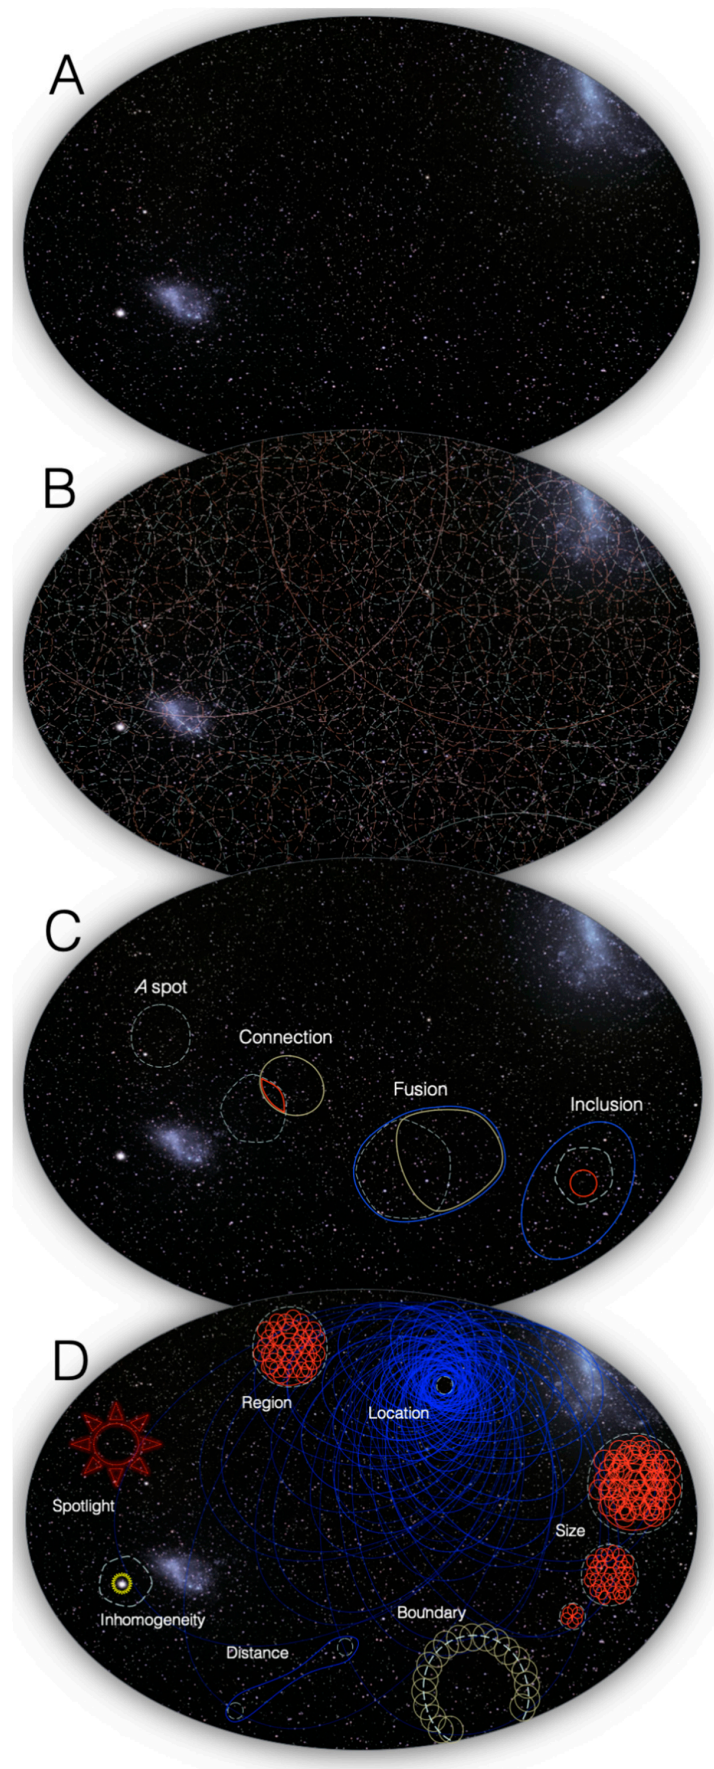 A
B
C
A spot
Connection
Fusion
Inclusion
D
Region
Location
Spotlight
Size
Inhomogeneity
Boundary
Distance